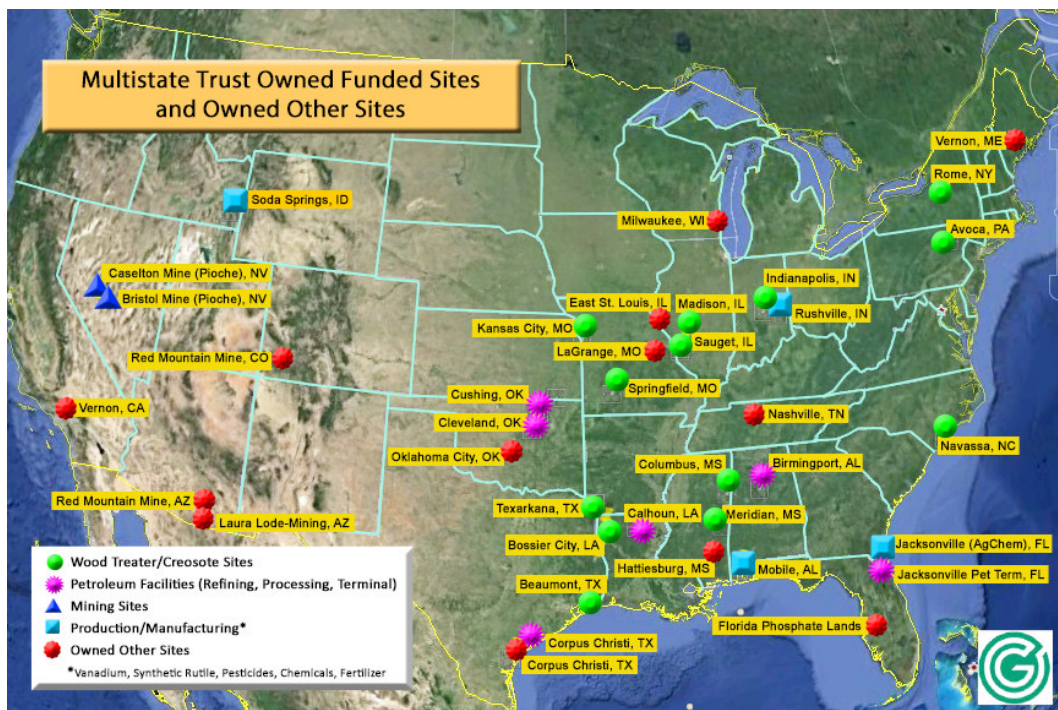 Multistate Trust Owned Funded Sites
and Owned Other Sites
Vernon, ME
Rome, NY
Soda Springs, ID
Milwaukee, WI
Avoca, PA
Caselton Mine (Pioche), NV
Bristol Mine (Pioche), NV
Indianapolis, IN
East St. Louis, IL
Madison, IL
Rushville, IN
Kansas City, MO
Sauget, IL
Red Mountain Mine, CO
LaGrange, MO
Springfield, MO
Cushing, OK
Vernon, CA
Nashville, TN
Cleveland, OK
Navassa, NC
Oklahoma City, OK
Columbus, MS
Birmingport, AL
Red Mountain Mine, AZ
Texarkana, TX
Calhoun, LA
Meridian, MS
Laura Lode-Mining, AZ
Bossier City, LA
Jacksonville (AgChem), FL
Hattiesburg, MS
Mobile, AL
Jacksonville Pet Term, FL
Beaumont, TX
Florida Phosphate Lands
Corpus Christi, TX
Corpus Christi, TX
Wood Treater/Creosote Sites
Petroleum Facilities (Refining, Processing, Terminal)
Mining Sites
Production/Manufacturing*
Owned Other Sites
*Vanadium, Synthetic Rutile, Pesticides, Chemicals, Fertilizer